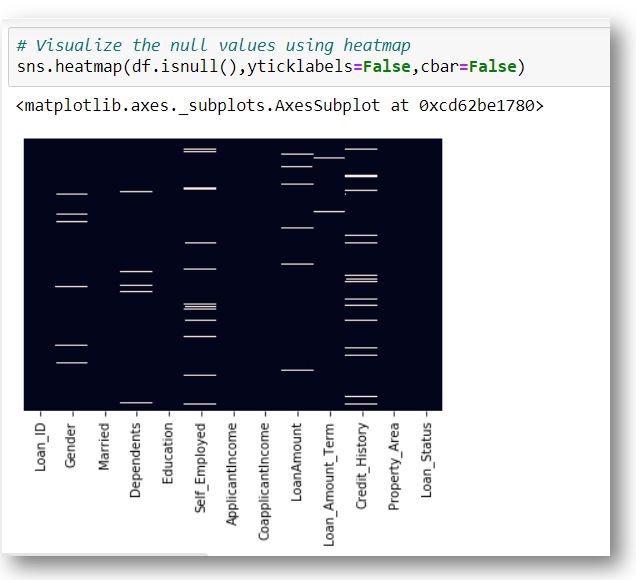 # Visualize the null values using heatmap
sns.heatmap(df.isnull(),yticklabels=False,cbar=False)
<matplotlib.axes._subplots.AxesSubplot at 0xcd62be1780>
Loan_ID
Gender
Married
Dependents
Education
Self_Employed
ApplicantIncome
CoapplicantIncome
LoanAmount
Loan_Amount_Term
Credit_History
Property_Area
Loan_Status